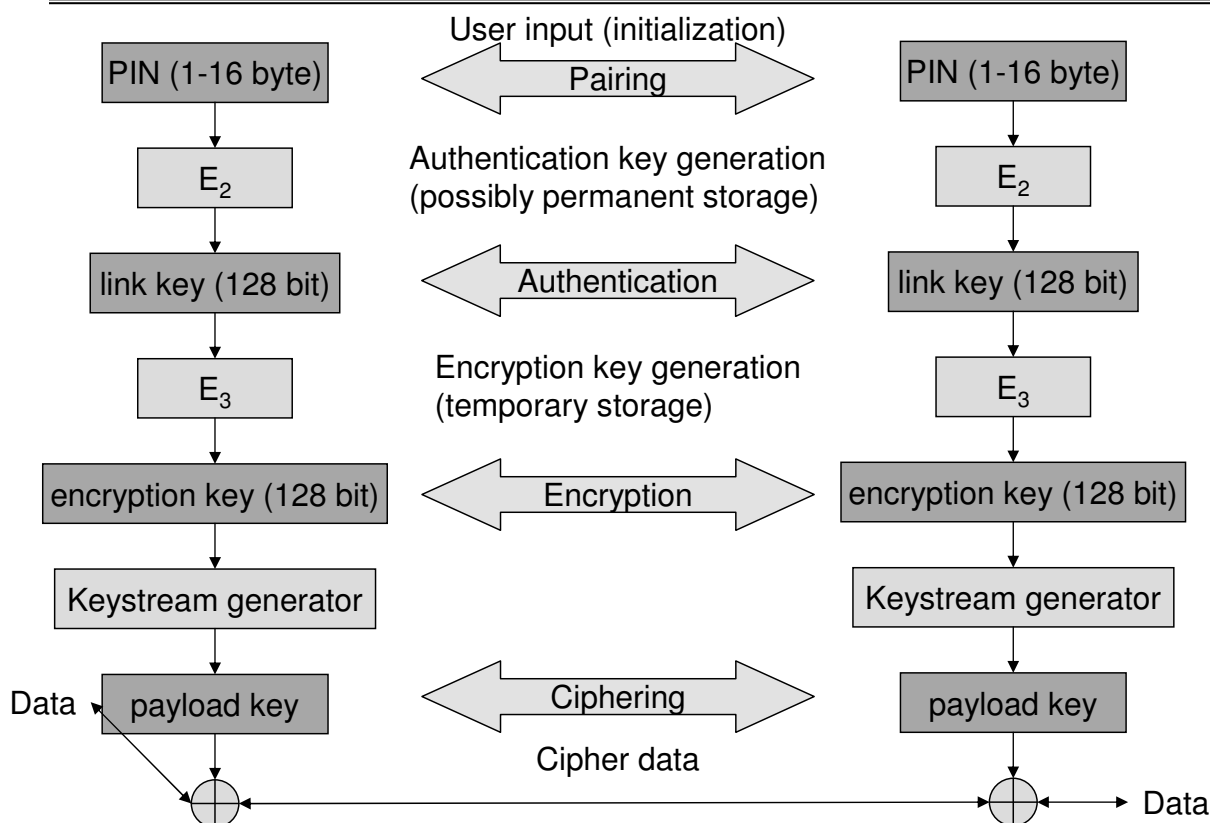 User input (initialization)
PIN (1-16 byte)
Pairing
PIN (1-16 byte)
E₂
Authentication key generation
(possibly permanent storage)
E₂
link key (128 bit)
Authentication
link key (128 bit)
E₃
Encryption key generation
(temporary storage)
E₃
encryption key (128 bit)
Encryption
encryption key (128 bit)
Keystream generator
Keystream generator
Data
payload key
Ciphering
payload key
Cipher data
Data